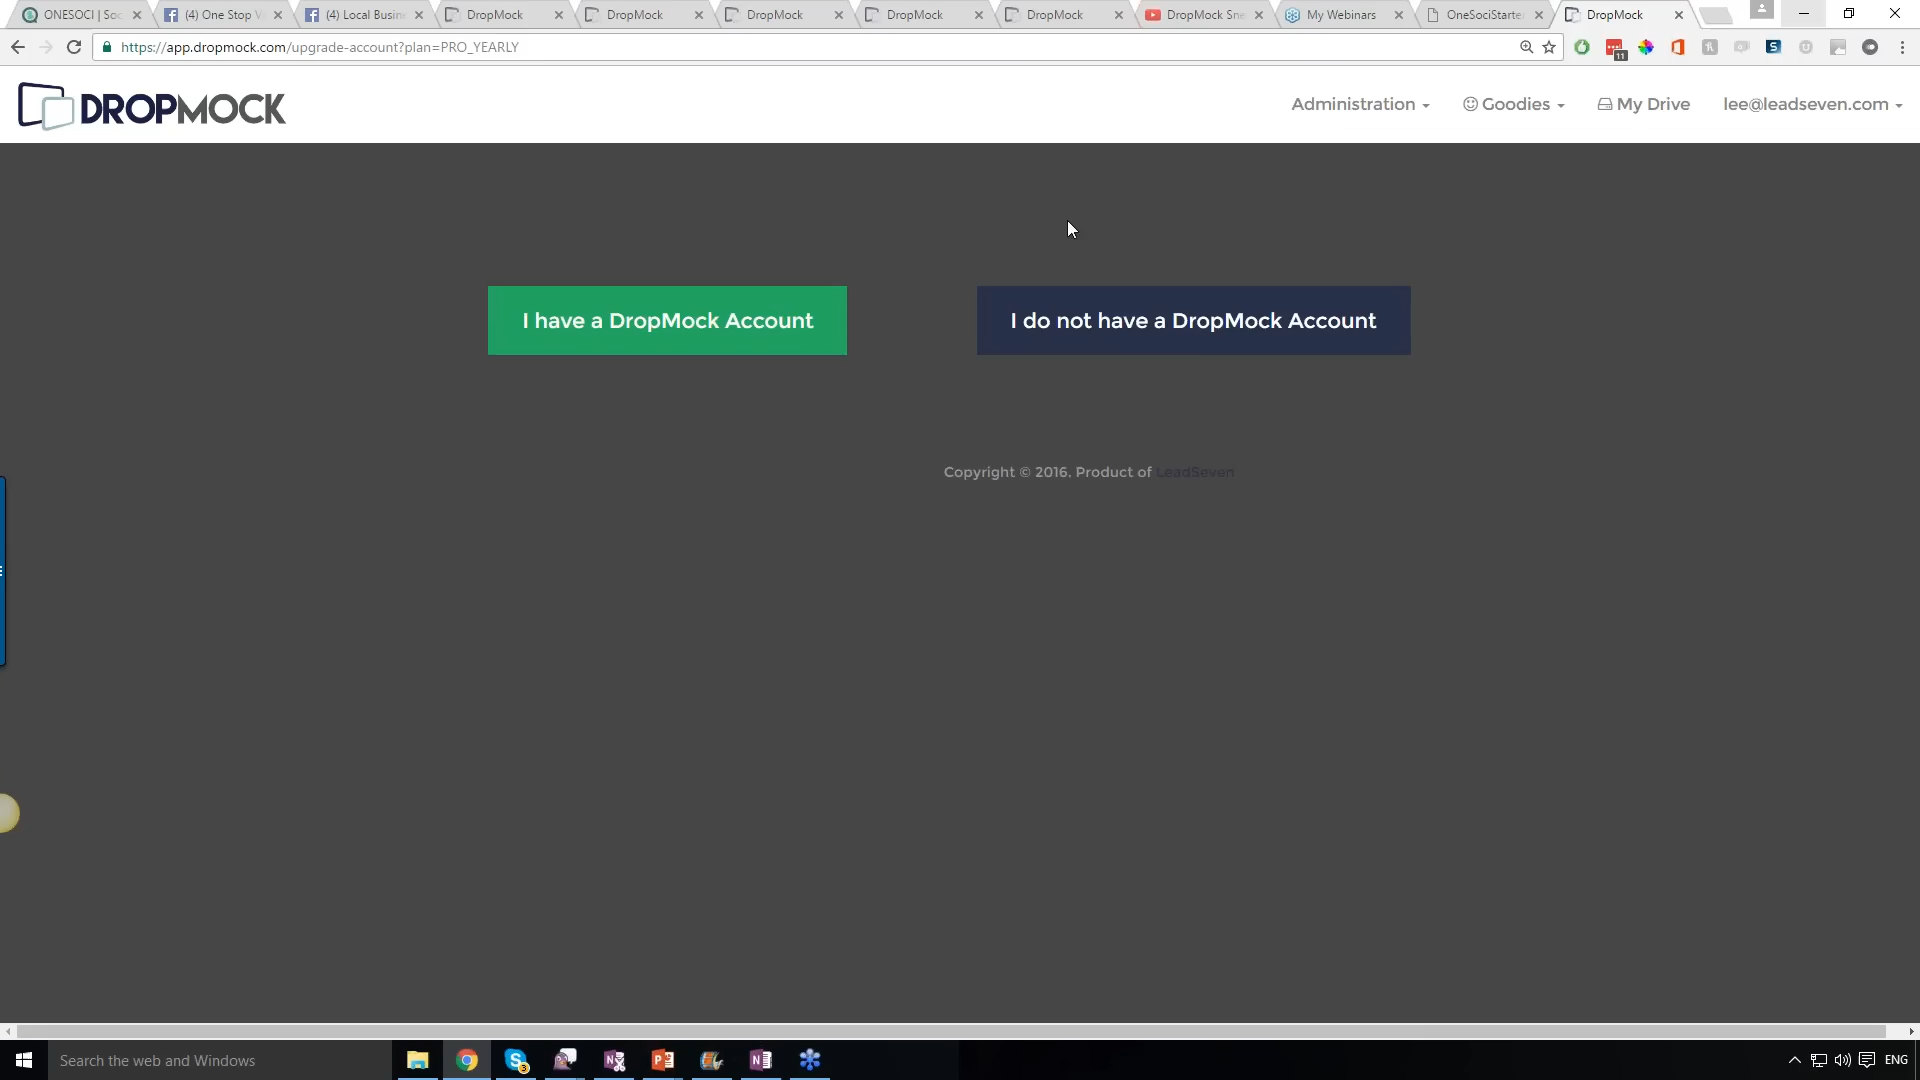 ONESOCI | Soc
(4) One Stop V
(4) Local Busin
DropMock
DropMock
DropMock
DropMock
DropMock
DropMock Sne
My Webinars
OneSociStarte
DropMock
https://app.dropmock.com/upgrade-account?plan=PRO_YEARLY
11
S
DROPMOCK
Administration
Goodies
My Drive
lee@leadseven.com
I have a DropMock Account
I do not have a DropMock Account
Copyright © 2016. Product of LeadSeven
Search the web and Windows
3
ENG